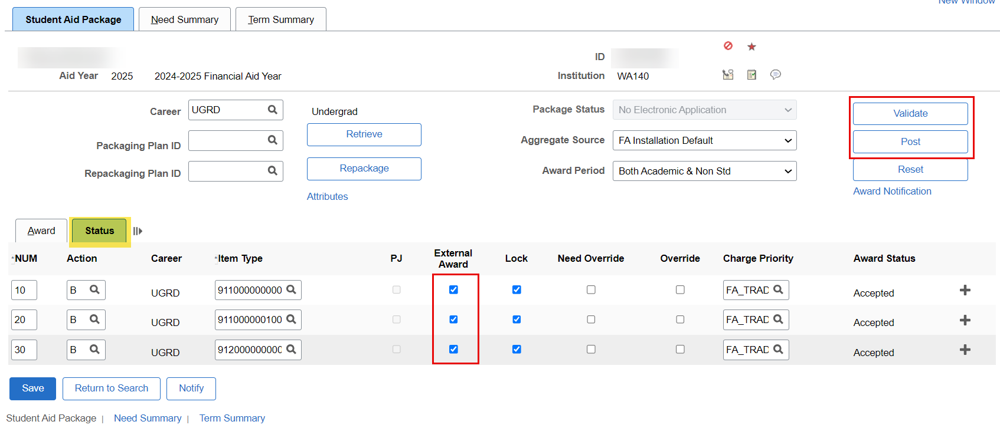 New Window
Student Aid Package Need Summary Term Summary
ID
Aid Year 2025 2024-2025 Financial Aid Year Institution WA140
Career UGRD Undergrad Package Status No Electronic Application Validate
Packaging Plan ID Retrieve Aggregate Source FA Installation Default Post
Repackaging Plan ID Repackage Award Period Both Academic & Non Std Reset
Attributes Award Notification
Award Status
*NUM Action Career *Item Type PJ External Award Lock Need Override Override Charge Priority Award Status
10 B UGRD 911000000000 FA_TRAD Accepted
20 B UGRD 911000000100 FA_TRAD Accepted
30 B UGRD 912000000000 FA_TRAD Accepted
Save Return to Search Notify
Student Aid Package | Need Summary | Term Summary